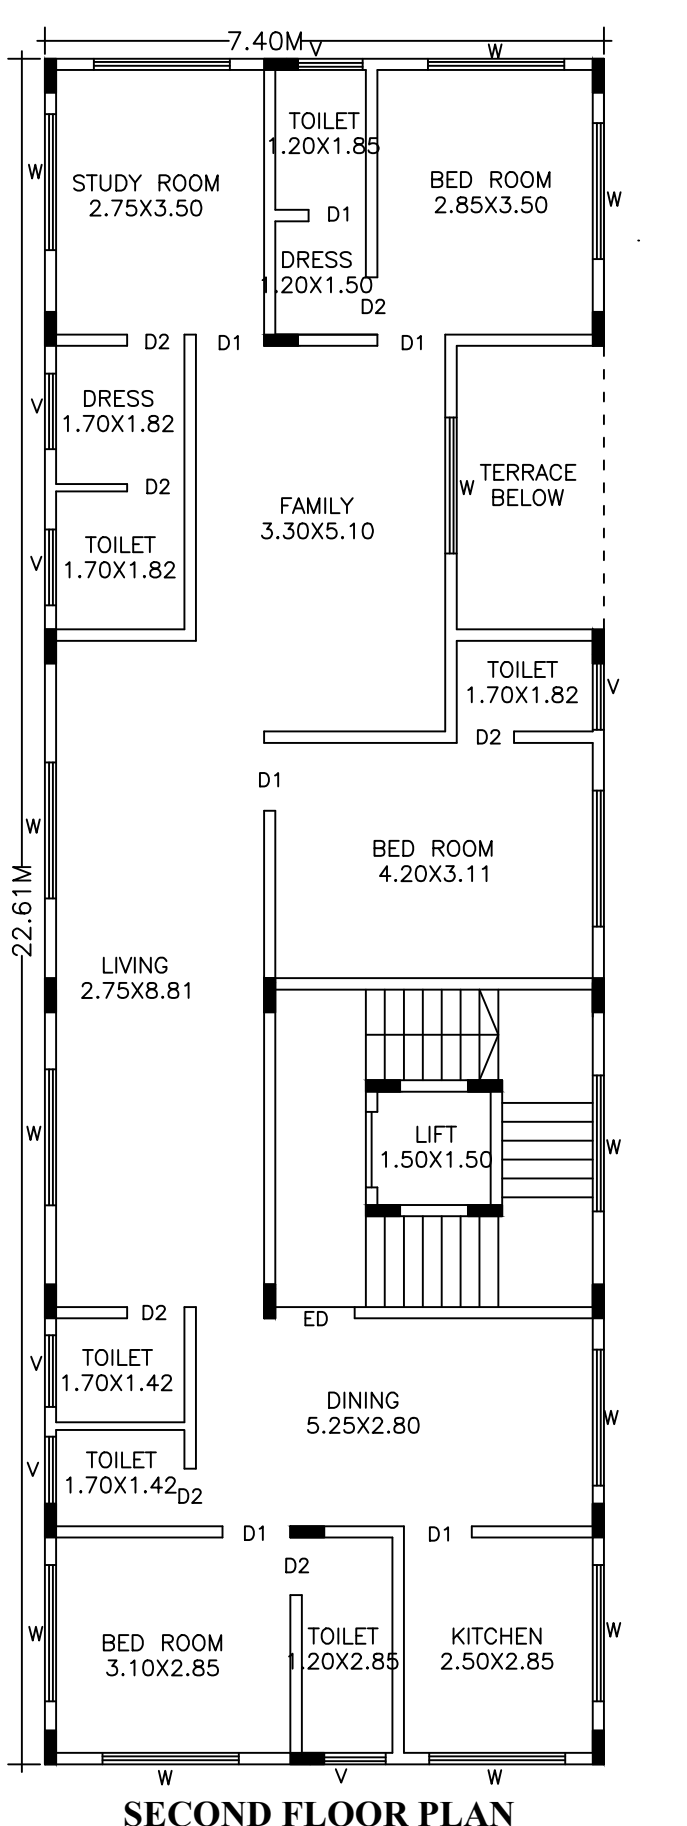 7.40M
V
W
TOILET
1.20X1.85
W
STUDY ROOM
2.75X3.50
BED ROOM
2.85X3.50
W
D1
DRESS
1.20X1.50
D2
D2
D1
D1
V
DRESS
1.70X1.82
D2
W
TERRACE
BELOW
FAMILY
3.30X5.10
V
TOILET
1.70X1.82
TOILET
1.70X1.82
V
D2
D1
W
BED ROOM
4.20X3.11
22.61M
LIVING
2.75X8.81
W
LIFT
1.50X1.50
W
D2
ED
V
TOILET
1.70X1.42
DINING
5.25X2.80
W
V
TOILET
1.70X1.42
D2
D1
D1
D2
W
BED ROOM
3.10X2.85
TOILET
1.20X2.85
KITCHEN
2.50X2.85
W
W
V
W
SECOND FLOOR PLAN